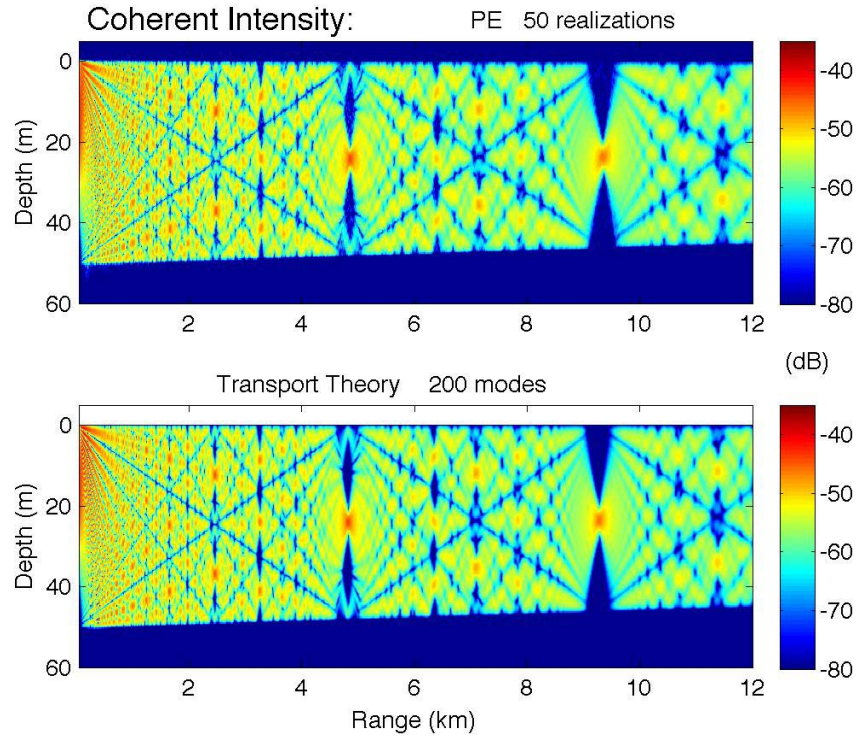 Coherent Intensity: PE 50 realizations
0
20
40
60
Depth (m)
2 4 6 8 10 12
-40
-50
-60
-70
-80
(dB)
Transport Theory 200 modes
0
20
40
60
Depth (m)
2 4 6 8 10 12
Range (km)
-40
-50
-60
-70
-80